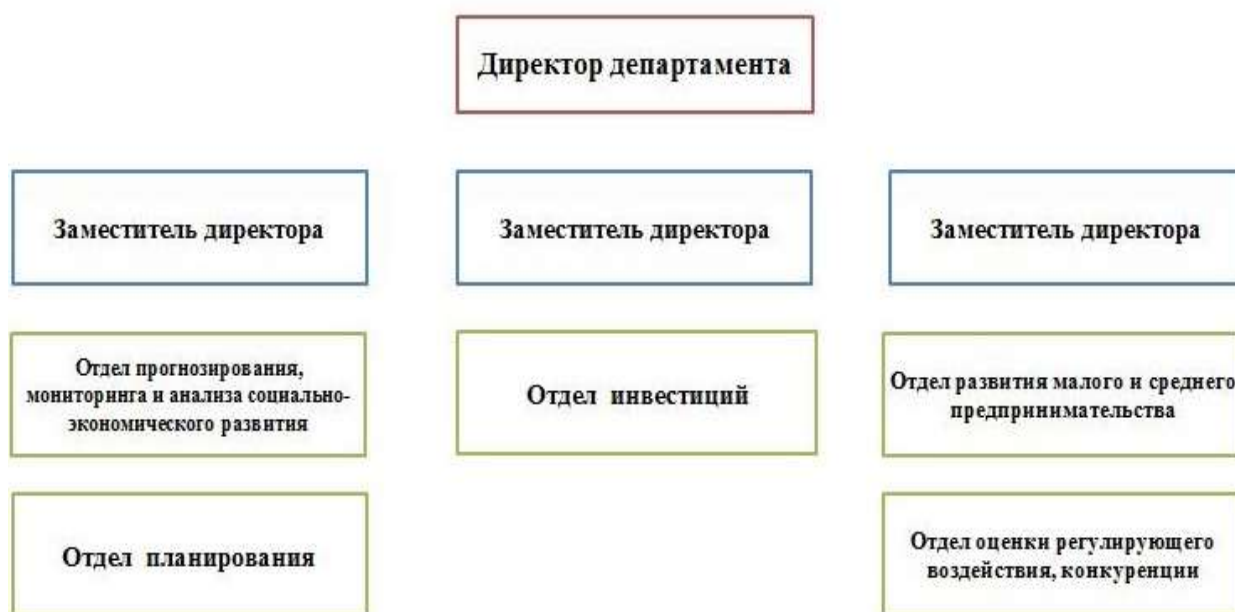 Директор департамента
Заместитель директора
Заместитель директора
Заместитель директора
Отдел прогнозирования,
мониторинга и анализа социально-
экономического развития
Отдел инвестиций
Отдел развития малого и среднего
предпринимательства
Отдел планирования
Отдел оценки регулирующего
воздействия, конкуренции